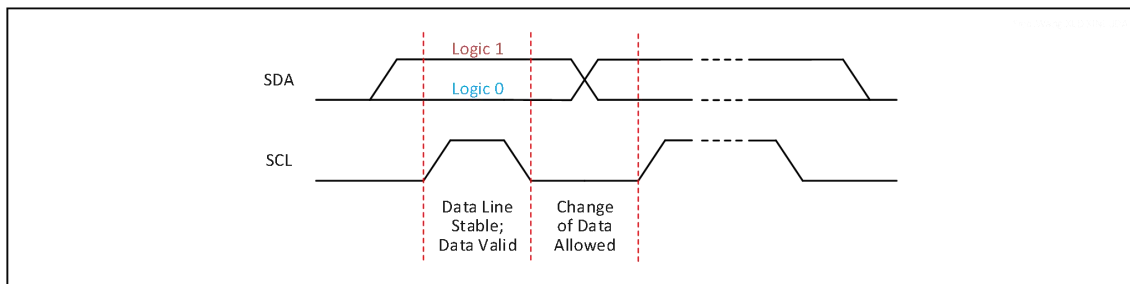 Logic 1
SDA
Logic 0
SCL
Data Line
Stable;
Data Valid
Change
of Data
Allowed